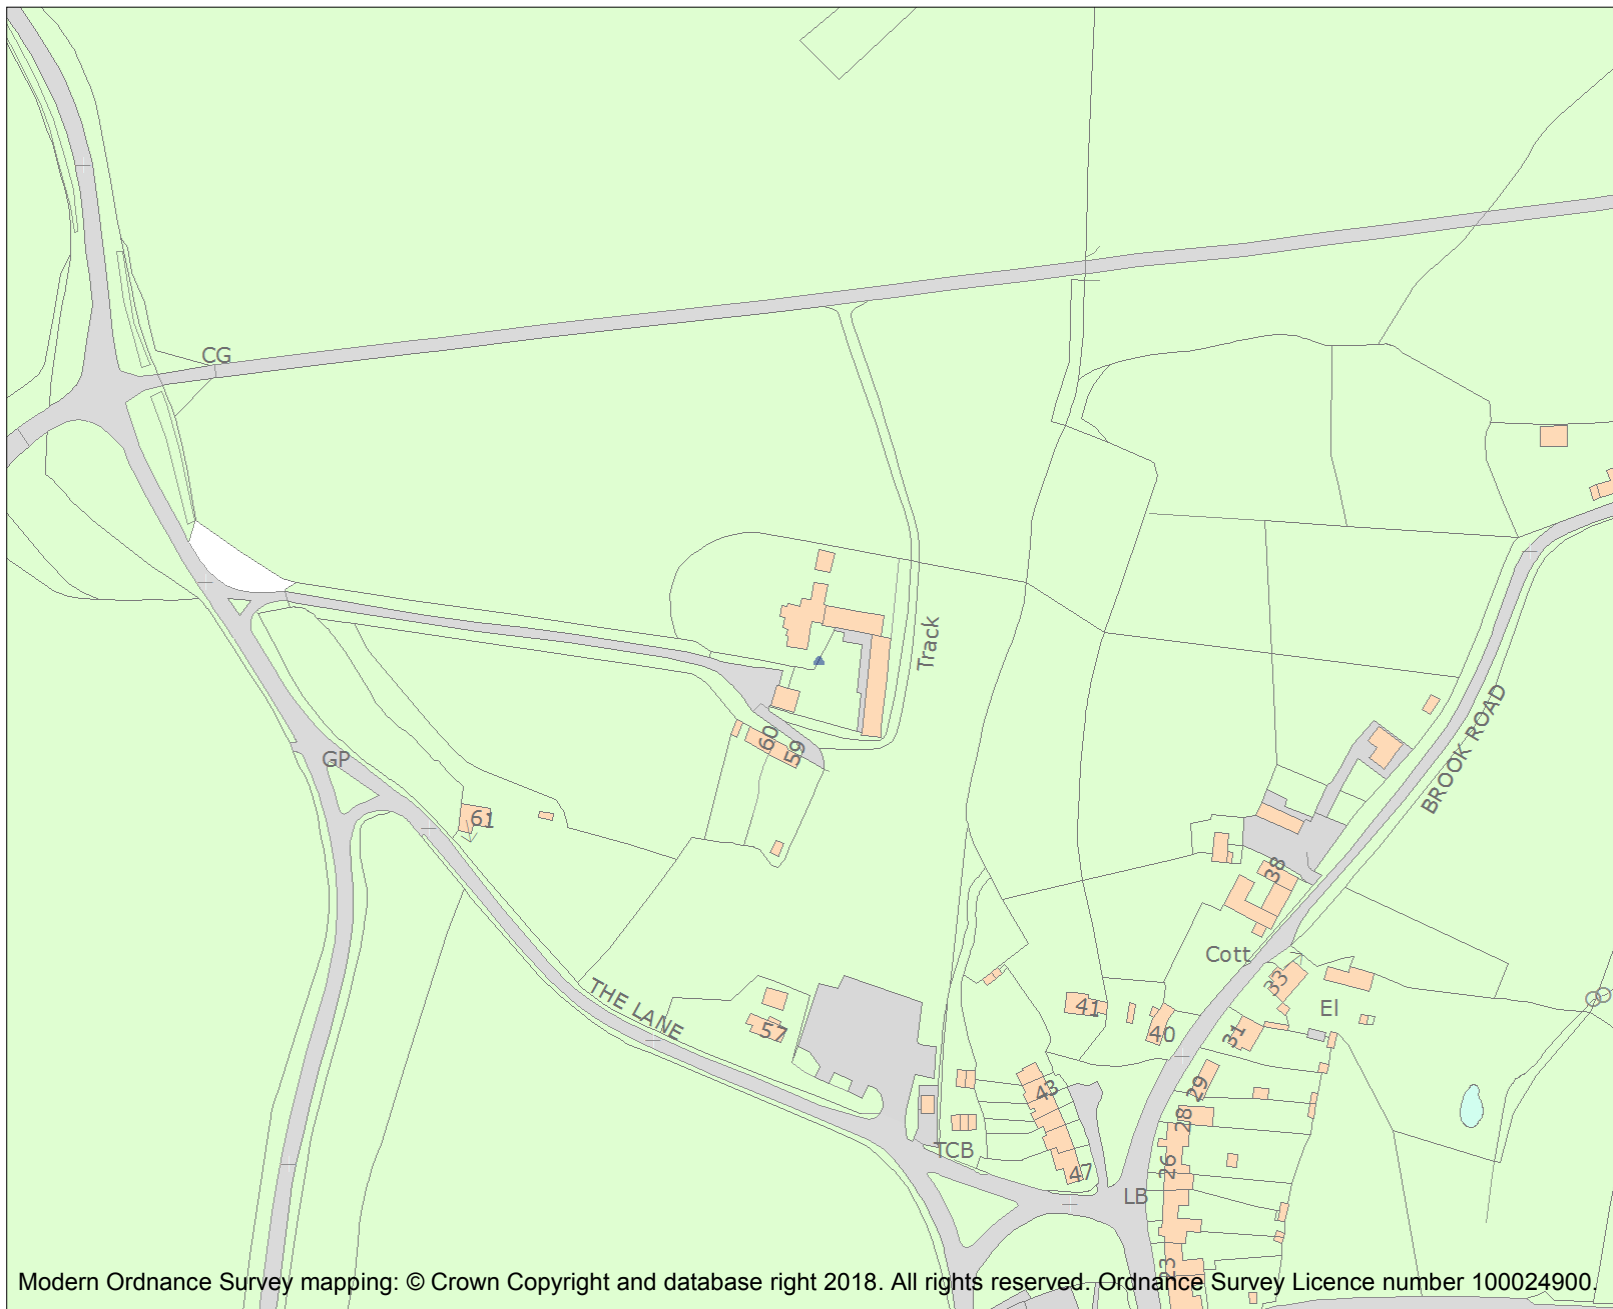 CG
Track
60
59
GP
61
BROOK ROAD
38
Cott
33
El
THE LANE
57
41
40
31
43
29
28
TCB
26
47
LB
23
Modern Ordnance Survey mapping: © Crown Copyright and database right 2018. All rights reserved. Ordnance Survey Licence number 100024900.